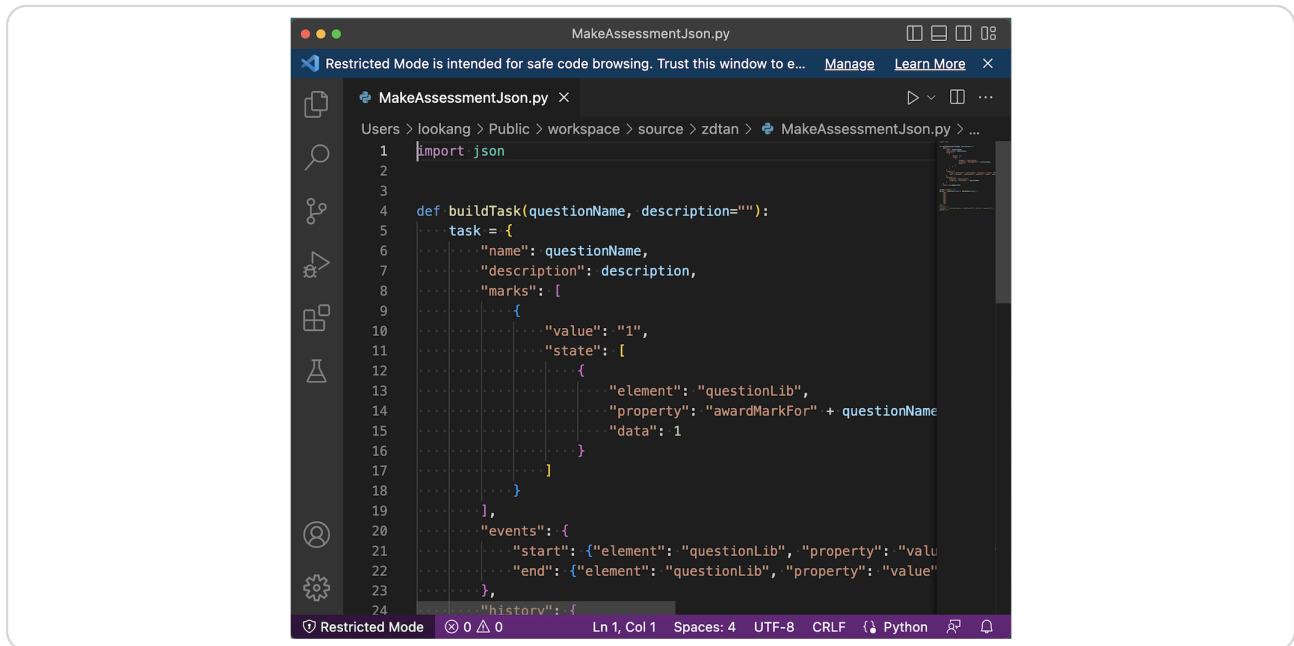 MakeAssessmentJson.py
Restricted Mode is intended for safe code browsing. Trust this window to e... Manage Learn More
MakeAssessmentJson.py
Users > lookang > Public > workspace > source > zdtan > MakeAssessmentJson.py > ...
1 import json
2
3
4 def buildTask(questionName, description=""):
5 task = {
6 "name": questionName,
7 "description": description,
8 "marks": [
9 {
10 "value": "1",
11 "state": [
12 {
13 "element": "questionLib",
14 "property": "awardMarkFor" + questionName
15 "data": 1
16 }
17 ]
18 }
19 ],
20 "events": {
21 "start": {"element": "questionLib", "property": "valu
22 "end": {"element": "questionLib", "property": "value"
23 },
24 "history": {
Restricted Mode 0 0 Ln 1, Col 1 Spaces: 4 UTF-8 CRLF Python